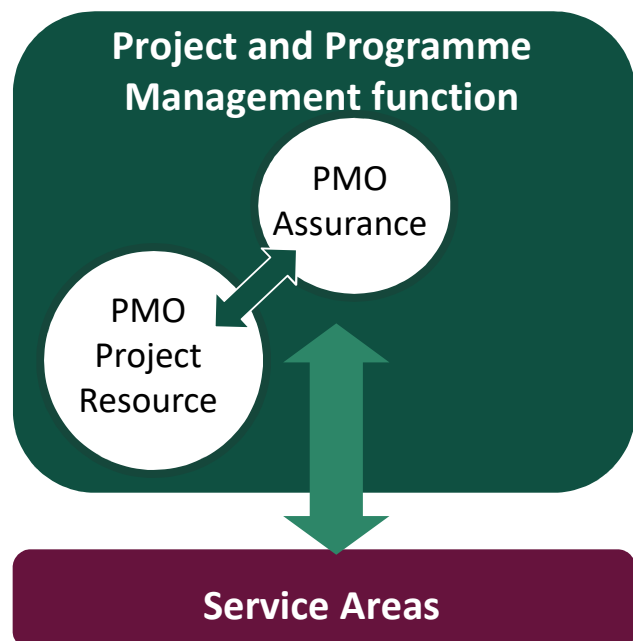 Project and Programme
Management function
PMO
Assurance
PMO
Project
Resource
Service Areas